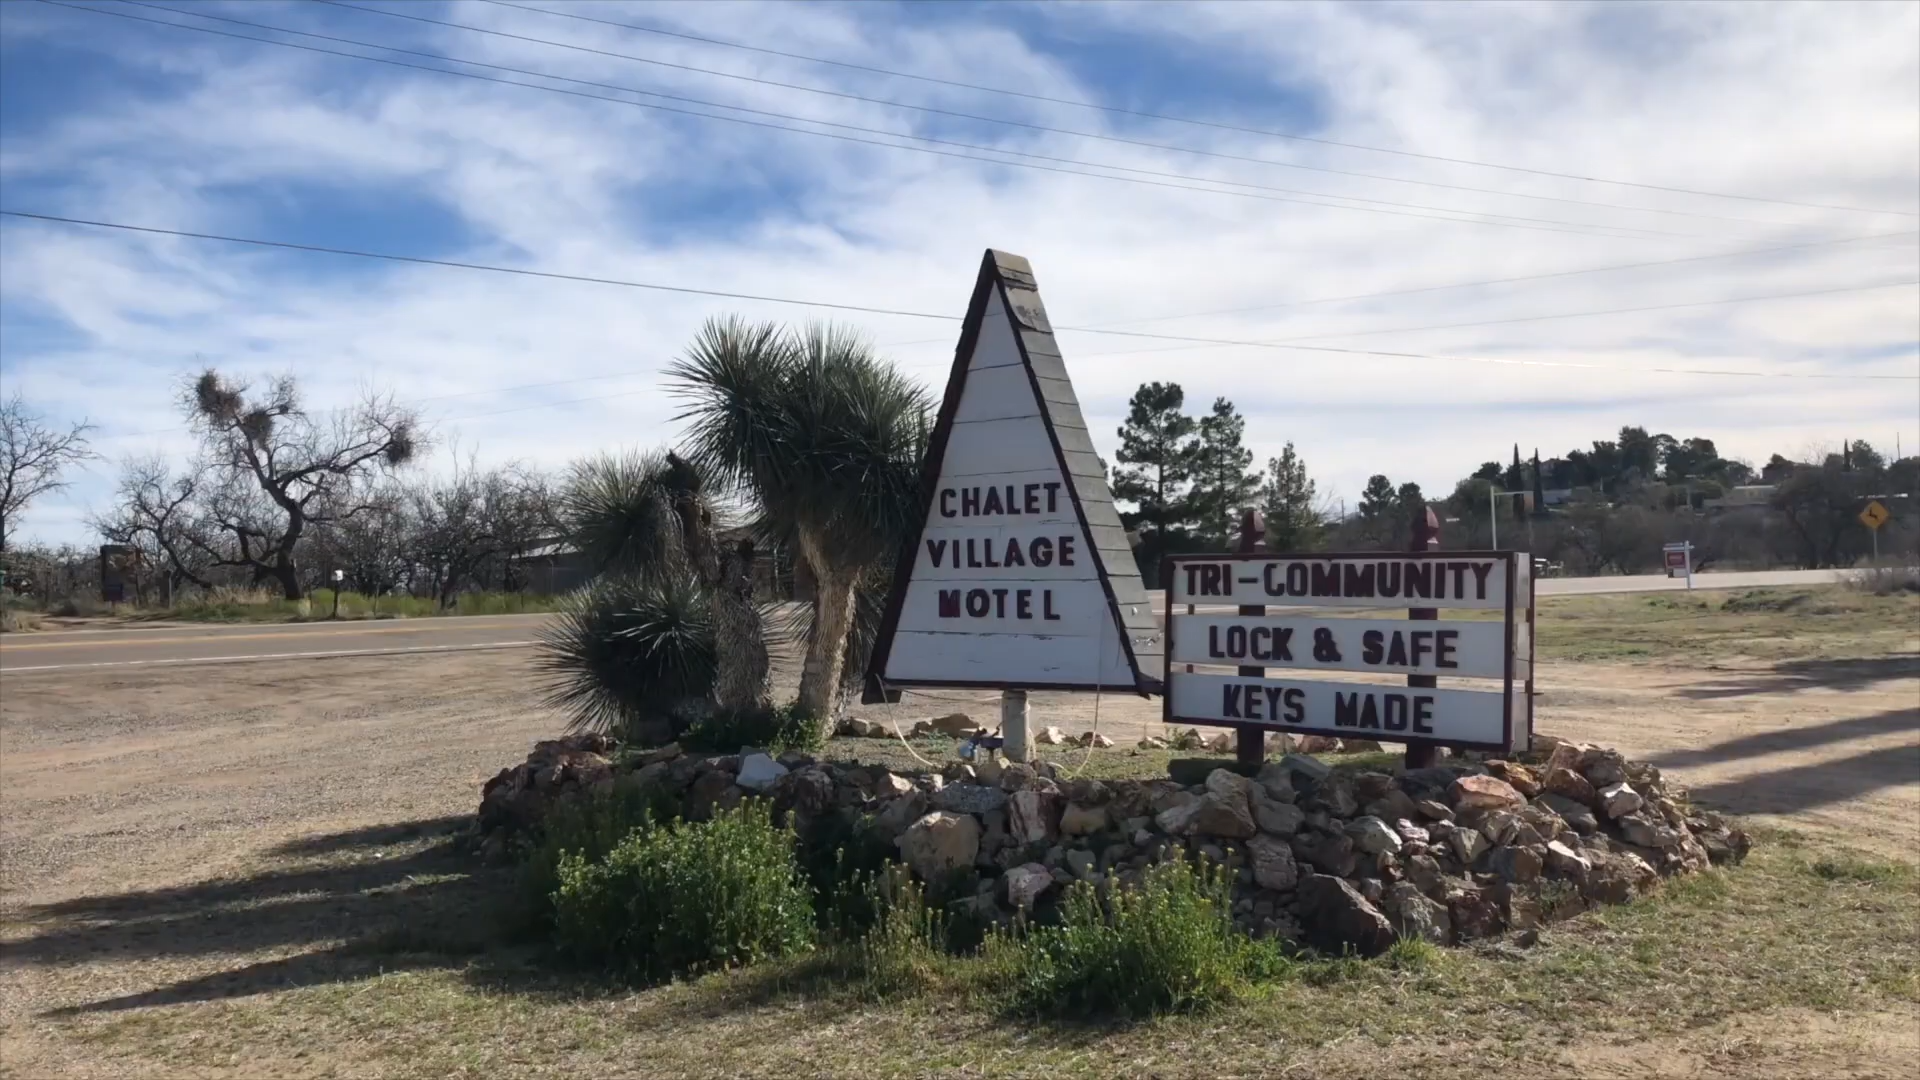 CHALET
VILLAGE
MOTEL
TRI-COMMUNITY
LOCK & SAFE
KEYS MADE